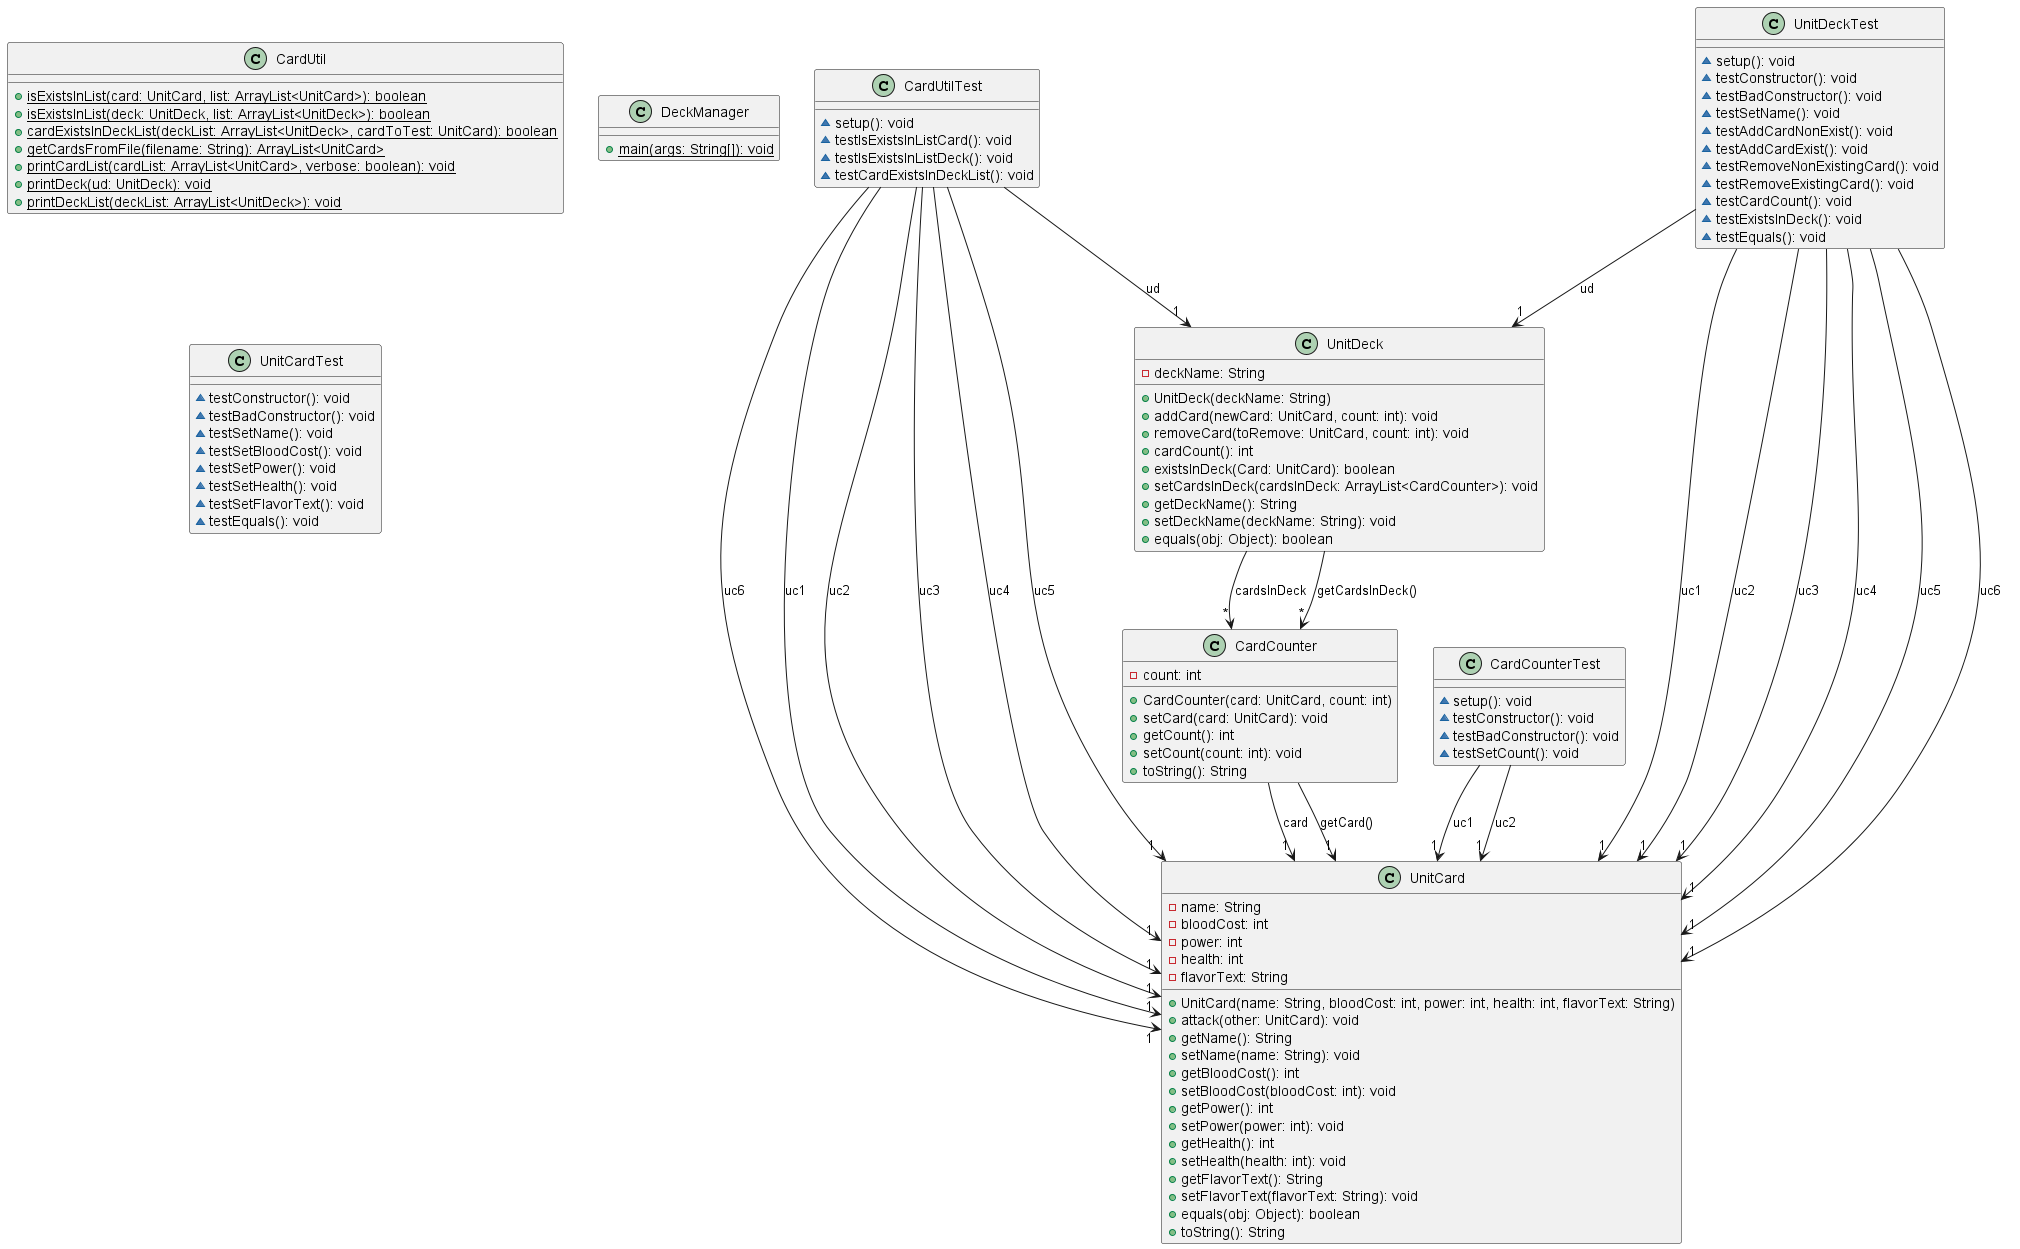 CardUtil
isExistsInList(card: UnitCard, list: ArrayList<UnitCard>): boolean
isExistsInList(deck: UnitDeck, list: ArrayList<UnitDeck>): boolean
cardExistsInDeckList(deckList: ArrayList<UnitDeck>, cardToTest: UnitCard): boolean
getCardsFromFile(filename: String): ArrayList<UnitCard>
printCardList(cardList: ArrayList<UnitCard>, verbose: boolean): void
printDeck(ud: UnitDeck): void
printDeckList(deckList: ArrayList<UnitDeck>): void
DeckManager
main(args: String[]): void
CardUtilTest
setup(): void
testIsExistsInListCard(): void
testIsExistsInListDeck(): void
testCardExistsInDeckList(): void
UnitDeckTest
setup(): void
testConstructor(): void
testBadConstructor(): void
testSetName(): void
testAddCardNonExist(): void
testAddCardExist(): void
testRemoveNonExistingCard(): void
testRemoveExistingCard(): void
testCardCount(): void
testExistsInDeck(): void
testEquals(): void
ud
1
ud
1
UnitCardTest
testConstructor(): void
testBadConstructor(): void
testSetName(): void
testSetBloodCost(): void
testSetPower(): void
testSetHealth(): void
testSetFlavorText(): void
testEquals(): void
UnitDeck
deckName: String
UnitDeck(deckName: String)
addCard(newCard: UnitCard, count: int): void
removeCard(toRemove: UnitCard, count: int): void
cardCount(): int
existsInDeck(Card: UnitCard): boolean
setCardsInDeck(cardsInDeck: ArrayList<CardCounter>): void
getDeckName(): String
setDeckName(deckName: String): void
equals(obj: Object): boolean
uc6
uc1
uc2
uc3
uc4
uc5
cardsInDeck
*
getCardsInDeck()
*
uc1
uc2
uc3
uc4
uc5
uc6
CardCounter
count: int
CardCounter(card: UnitCard, count: int)
setCard(card: UnitCard): void
getCount(): int
setCount(count: int): void
toString(): String
CardCounterTest
setup(): void
testConstructor(): void
testBadConstructor(): void
testSetCount(): void
card
1
getCard()
1
uc1
1
uc2
1
1
1
1
1
1
1
1
1
1
1
1
1
UnitCard
name: String
bloodCost: int
power: int
health: int
flavorText: String
UnitCard(name: String, bloodCost: int, power: int, health: int, flavorText: String)
attack(other: UnitCard): void
getName(): String
setName(name: String): void
getBloodCost(): int
setBloodCost(bloodCost: int): void
getPower(): int
setPower(power: int): void
getHealth(): int
setHealth(health: int): void
getFlavorText(): String
setFlavorText(flavorText: String): void
equals(obj: Object): boolean
toString(): String